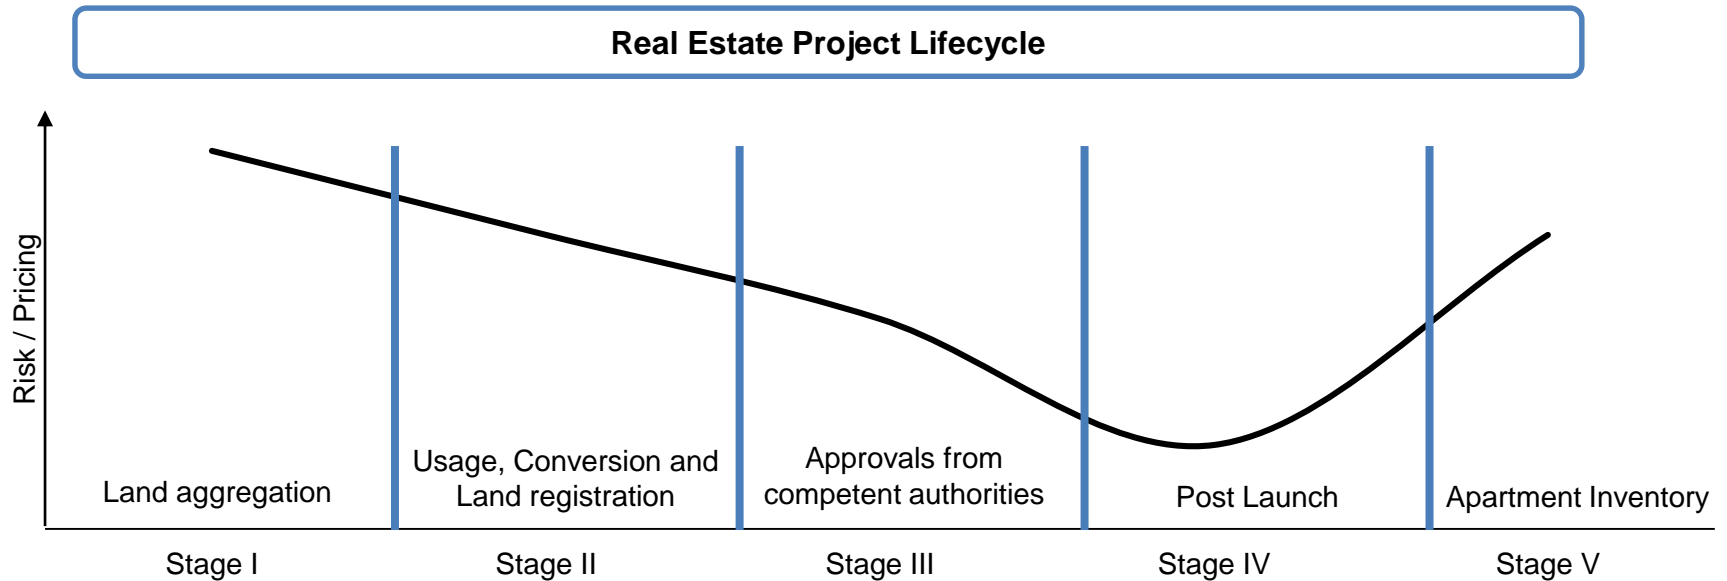 Real Estate Project Lifecycle
Risk / Pricing
Land aggregation
Usage, Conversion and
Land registration
Approvals from
competent authorities
Post Launch
Apartment Inventory
Stage I
Stage II
Stage III
Stage IV
Stage V